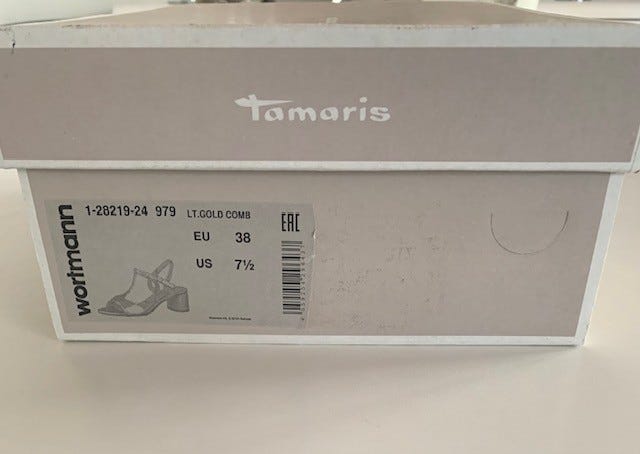 Tamaris
wortmann
1-28219-24 979 LT.GOLD COMB
EAC
EU 38
US 7½